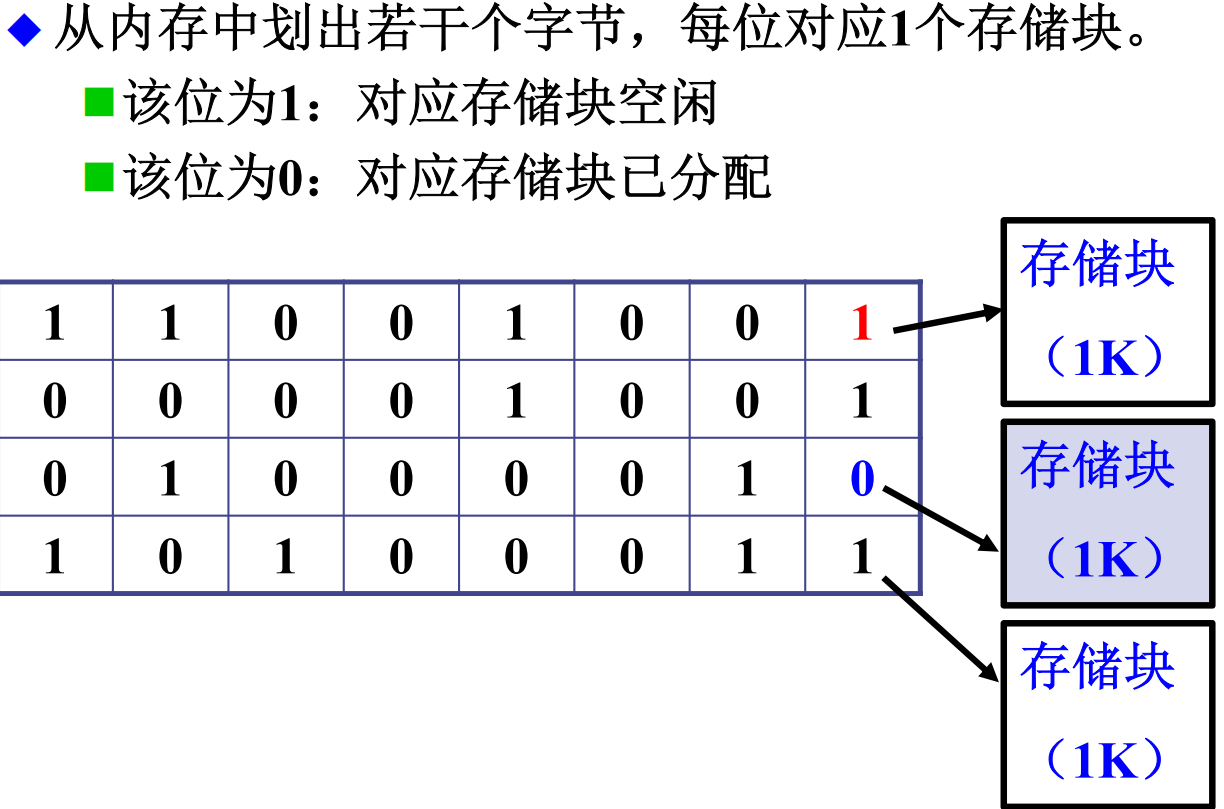 从内存中划出若干个字节，每位对应1个存储块。
该位为1：对应存储块空闲
该位为0：对应存储块已分配
1 1 0 0 1 0 0 1
0 0 0 0 1 0 0 1
0 1 0 0 0 0 1 0
1 0 1 0 0 0 1 1
存储块
（1K）
存储块
（1K）
存储块
（1K）